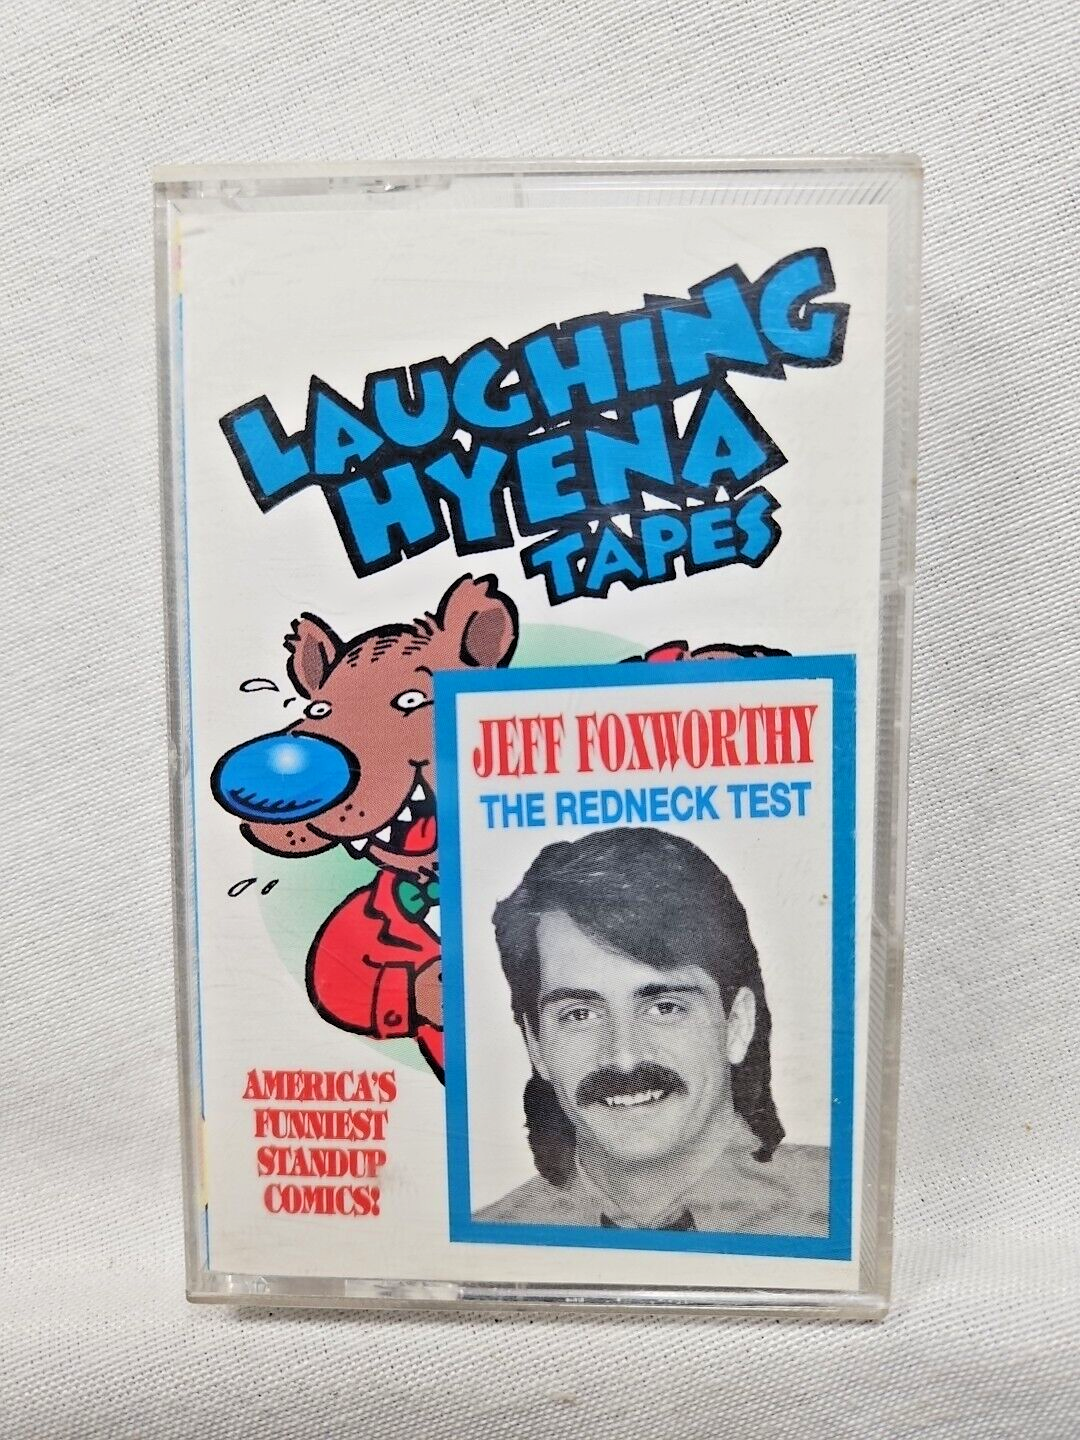 LAUGHING
HYENA
TAPES
JEFF FOXWORTHY
THE REDNECK TEST
AMERICA'S
FUNNIEST
STANDUP
COMICS!